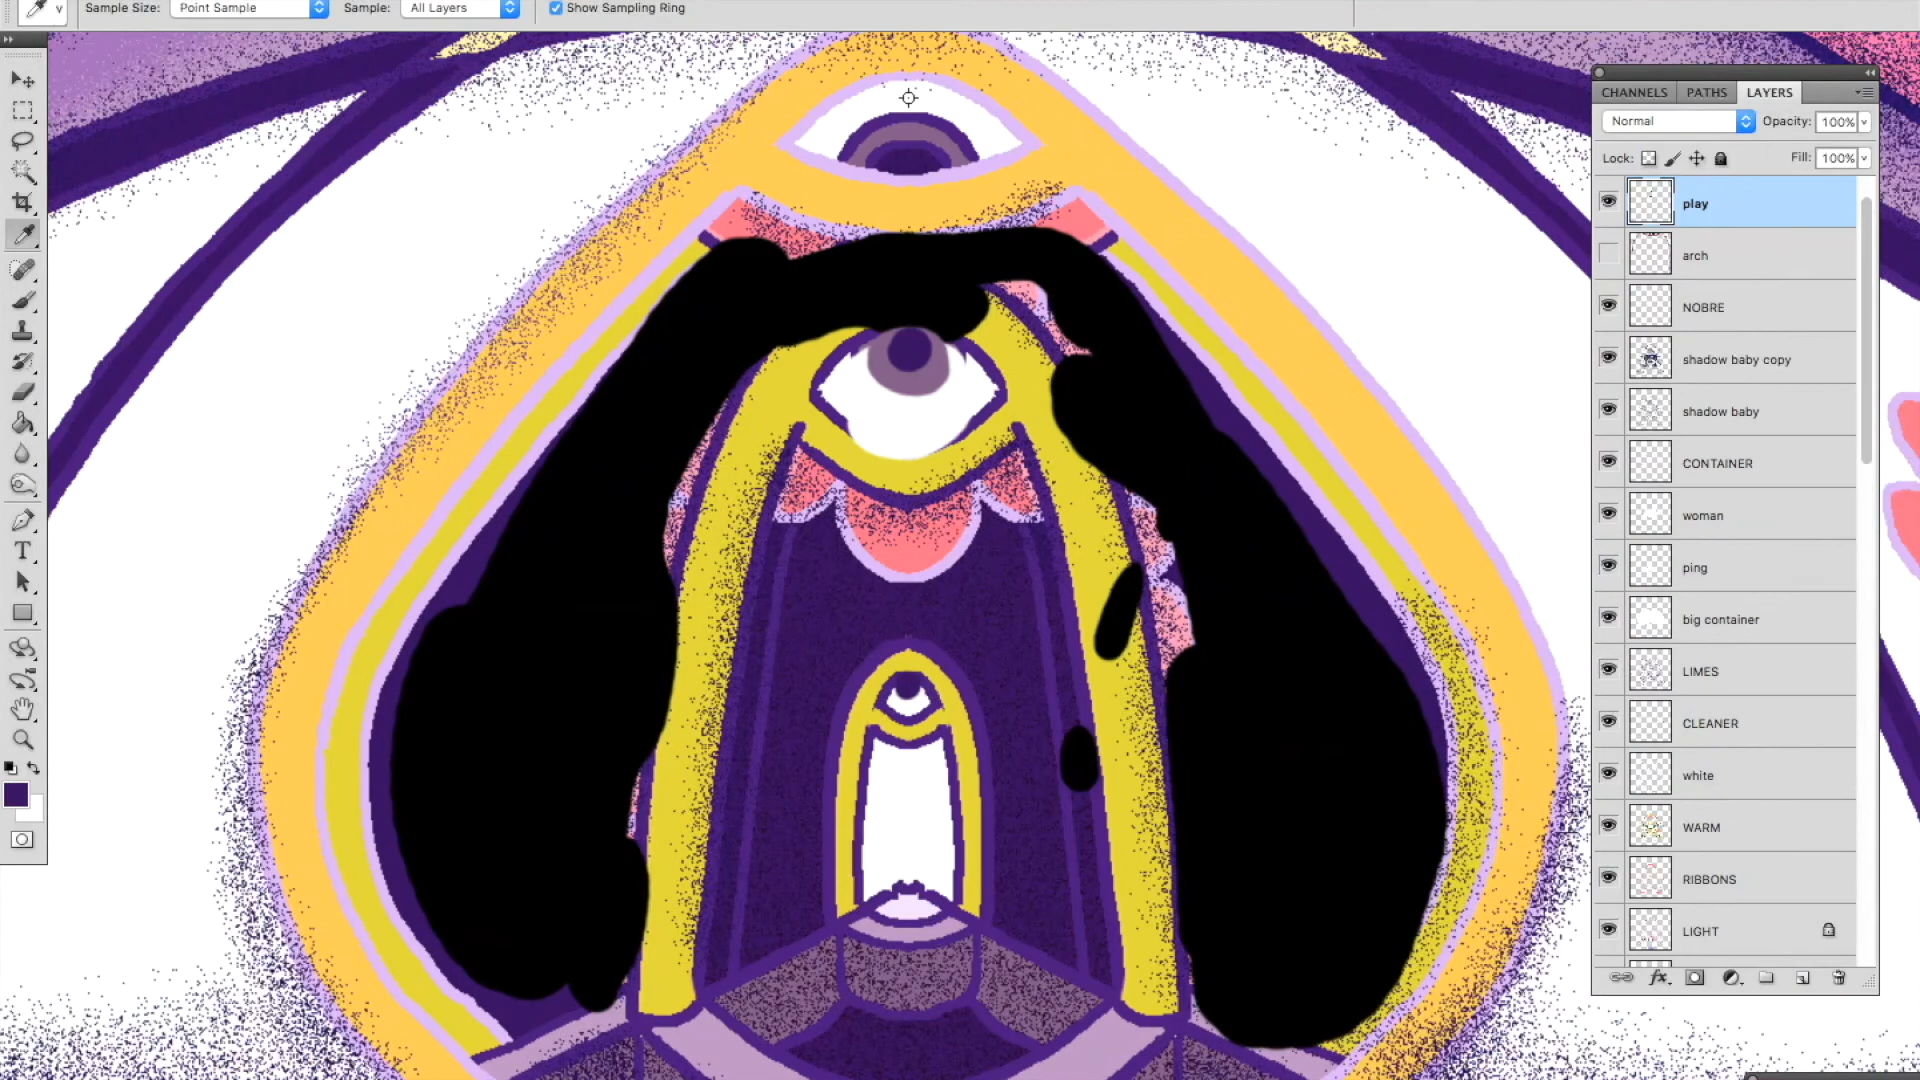 Sample Size: Point Sample Sample: All Layers Show Sampling Ring
CHANNELS PATHS LAYERS
Normal Opacity: 100%
Lock: Fill: 100%
play
arch
NOBRE
shadow baby copy
shadow baby
CONTAINER
woman
ping
big container
LIMES
CLEANER
white
WARM
RIBBONS
LIGHT